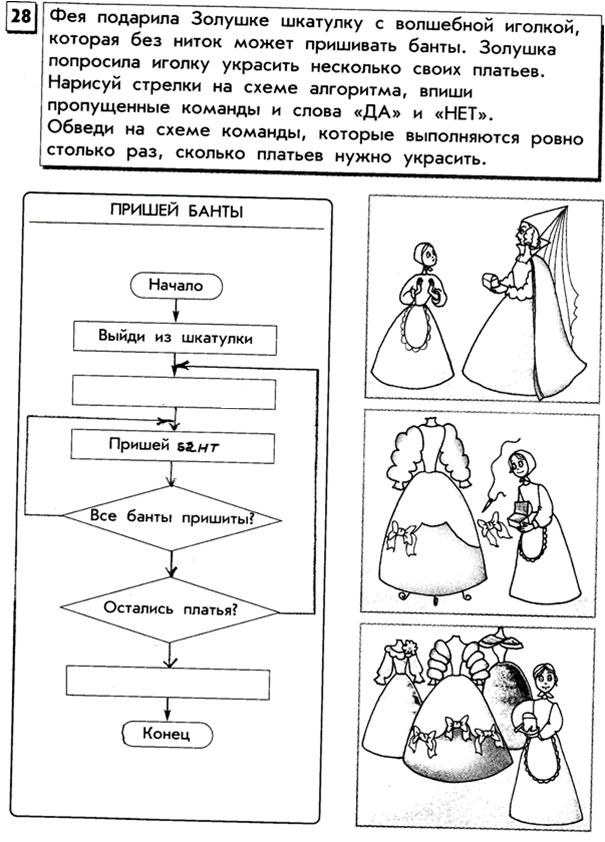 28
Фея подарила Золушке шкатулку с волшебной иголкой,
которая без ниток может пришивать банты. Золушка
попросила иголку украсить несколько своих платьев.
Нарисуй стрелки на схеме алгоритма, впиши
пропущенные команды и слова «ДА» и «НЕТ».
Обведи на схеме команды, которые выполняются ровно
столько раз, сколько платьев нужно украсить.
ПРИШЕЙ БАНТЫ
Начало
Выйди из шкатулки
Пришей бант
Все банты пришиты?
Остались платья?
Конец